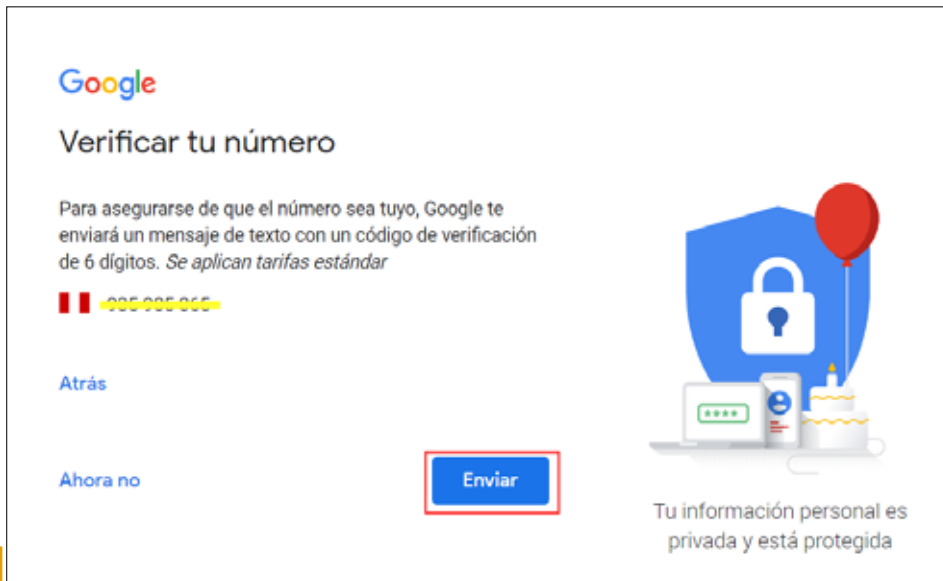 Google
Verificar tu número
Para asegurarse de que el número sea tuyo, Google te
enviará un mensaje de texto con un código de verificación
de 6 dígitos. Se aplican tarifas estándar
Atrás
Ahora no
Enviar
****
Tu información personal es
privada y está protegida